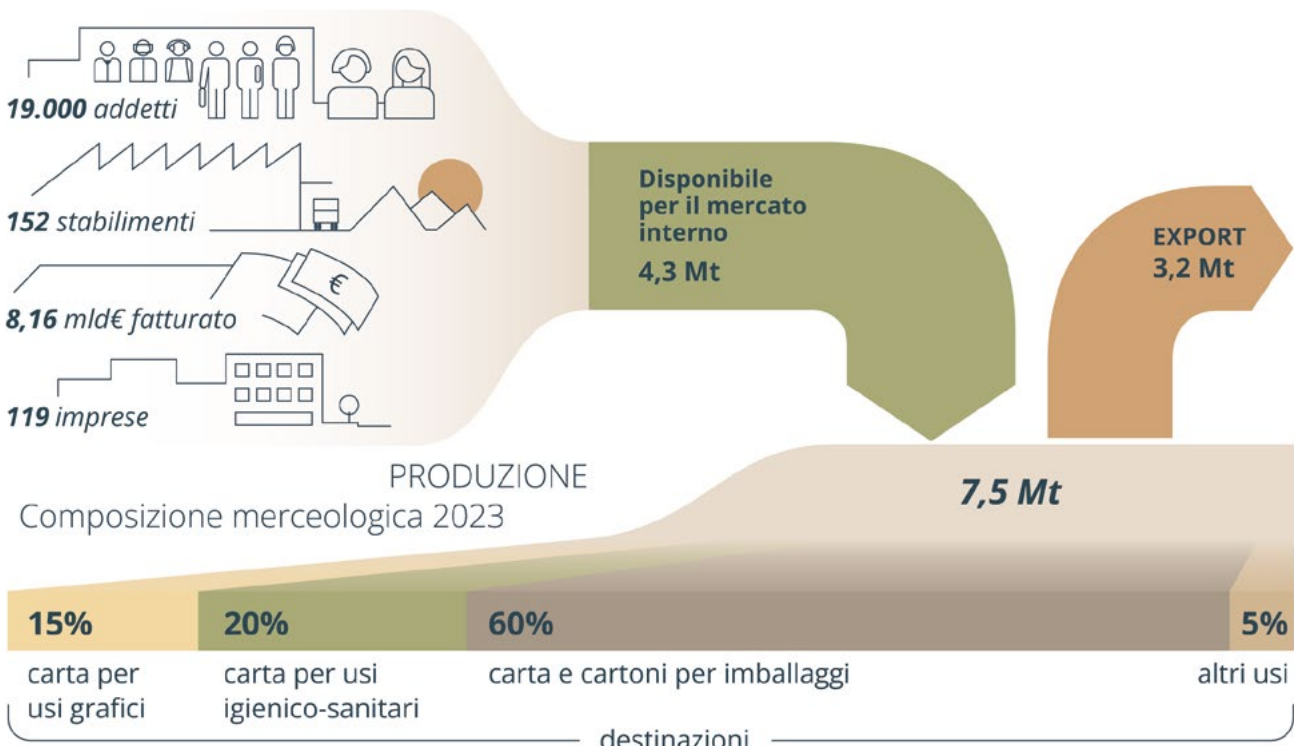 19.000 addetti
152 stabilimenti
€
8,16 mld€ fatturato
119 imprese
Disponibile
per il mercato
interno
4,3 Mt
EXPORT
3,2 Mt
PRODUZIONE
Composizione merceologica 2023
7,5 Mt
15%
carta per
usi grafici
20%
carta per usi
igienico-sanitari
60%
carta e cartoni per imballaggi
5%
altri usi
destinazioni